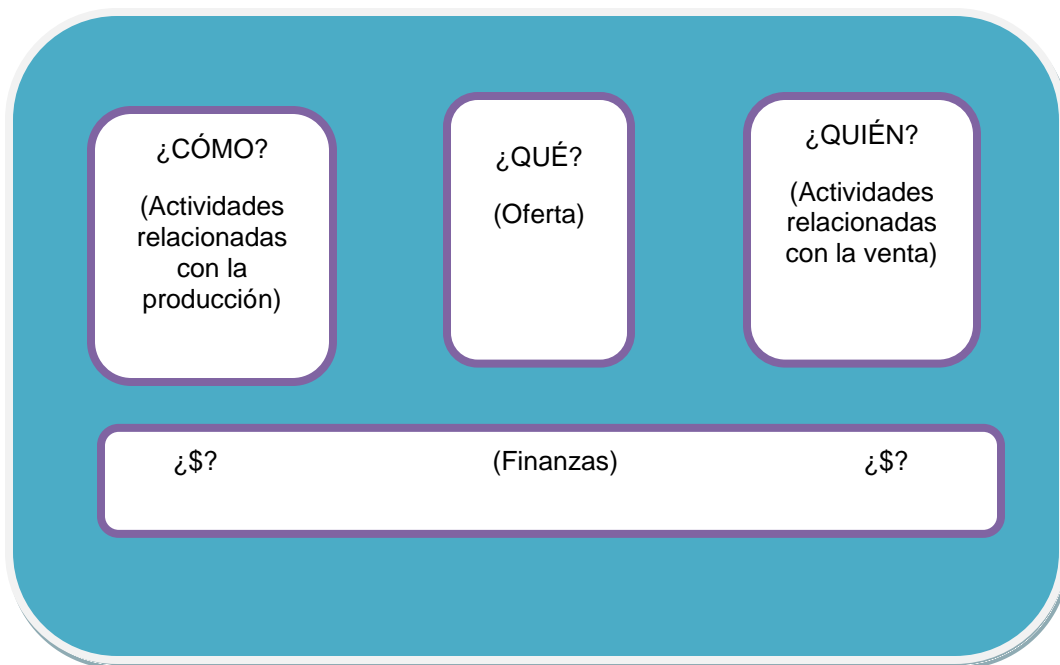 ¿CÓMO?
(Actividades
relacionadas
con la
producción)
¿QUÉ?
(Oferta)
¿QUIÉN?
(Actividades
relacionadas
con la venta)
¿$? (Finanzas) ¿$?